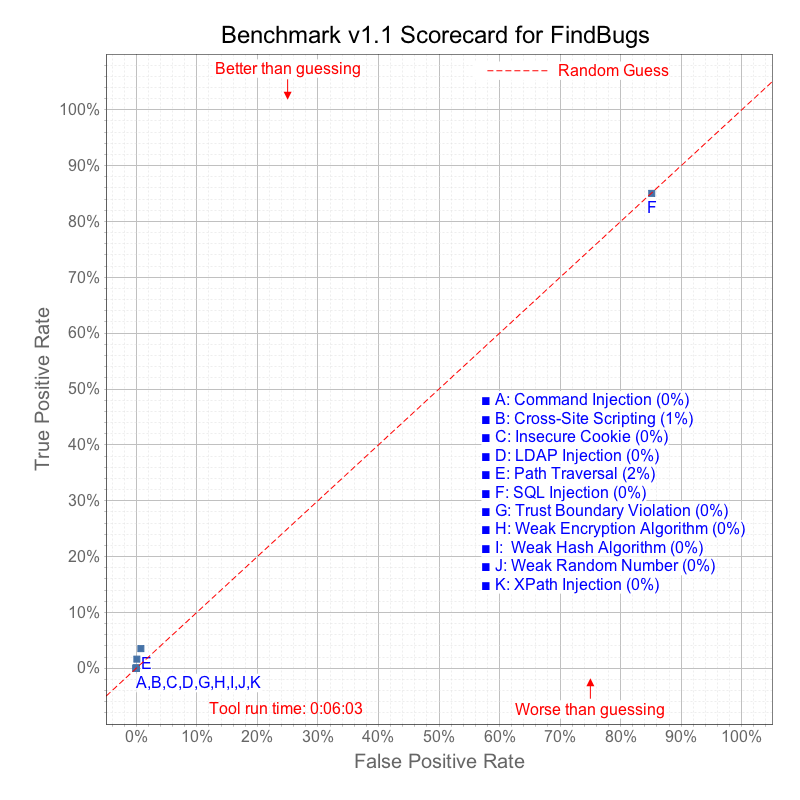 Benchmark v1.1 Scorecard for FindBugs
Better than guessing
Random Guess
100%
90%
80%
70%
60%
50%
40%
30%
20%
10%
0%
True Positive Rate
F
A: Command Injection (0%)
B: Cross-Site Scripting (1%)
C: Insecure Cookie (0%)
D: LDAP Injection (0%)
E: Path Traversal (2%)
F: SQL Injection (0%)
G: Trust Boundary Violation (0%)
H: Weak Encryption Algorithm (0%)
I: Weak Hash Algorithm (0%)
J: Weak Random Number (0%)
K: XPath Injection (0%)
E
A,B,C,D,G,H,I,J,K
Tool run time: 0:06:03
Worse than guessing
0% 10% 20% 30% 40% 50% 60% 70% 80% 90% 100%
False Positive Rate